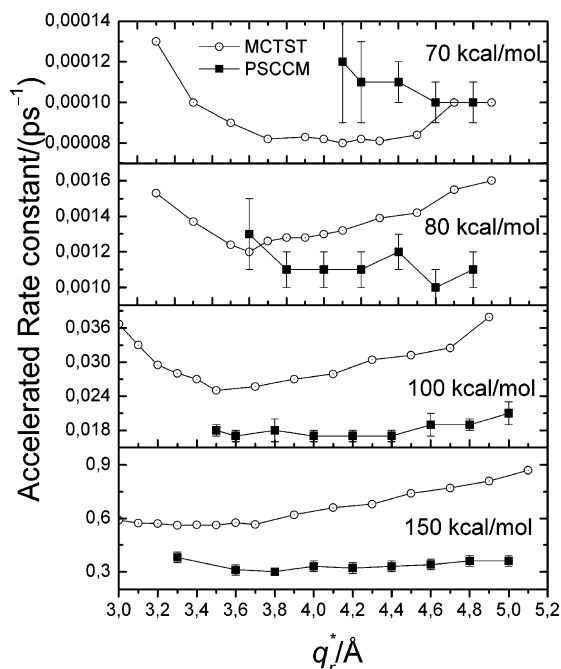 0,00014
0,00010
0,00008
MCTST
PSCCM
70 kcal/mol
0,0016
0,0014
0,0012
0,0010
80 kcal/mol
0,036
0,030
0,024
0,018
100 kcal/mol
0,9
0,6
0,3
150 kcal/mol
3,0 3,2 3,4 3,6 3,8 4,0 4,2 4,4 4,6 4,8 5,0 5,2
Accelerated Rate constant/(ps⁻¹)
q*r/Å